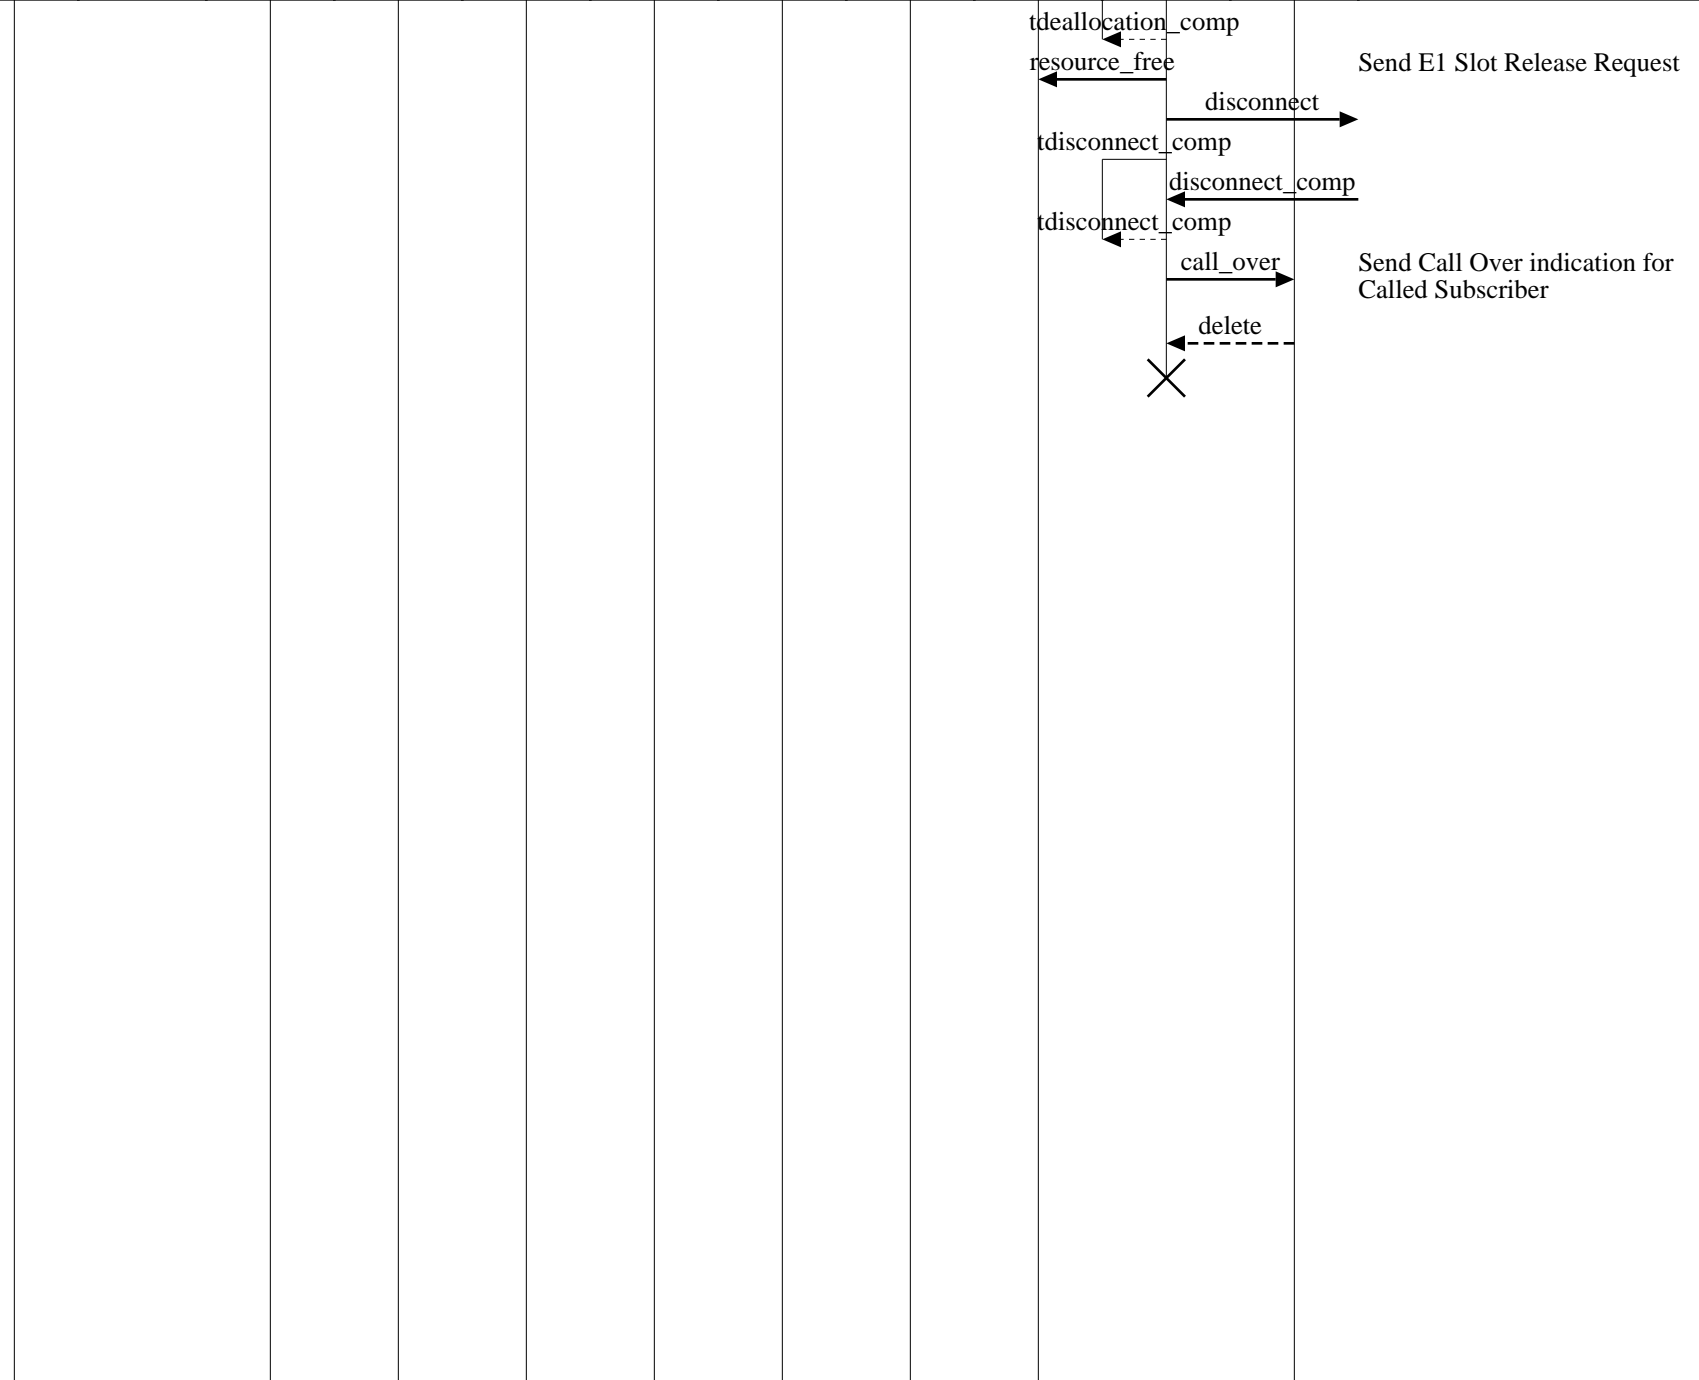 tdeallocation_comp
resource_free
Send E1 Slot Release Request
disconnect
tdisconnect_comp
disconnect_comp
tdisconnect_comp
call_over
Send Call Over indication for
Called Subscriber
delete